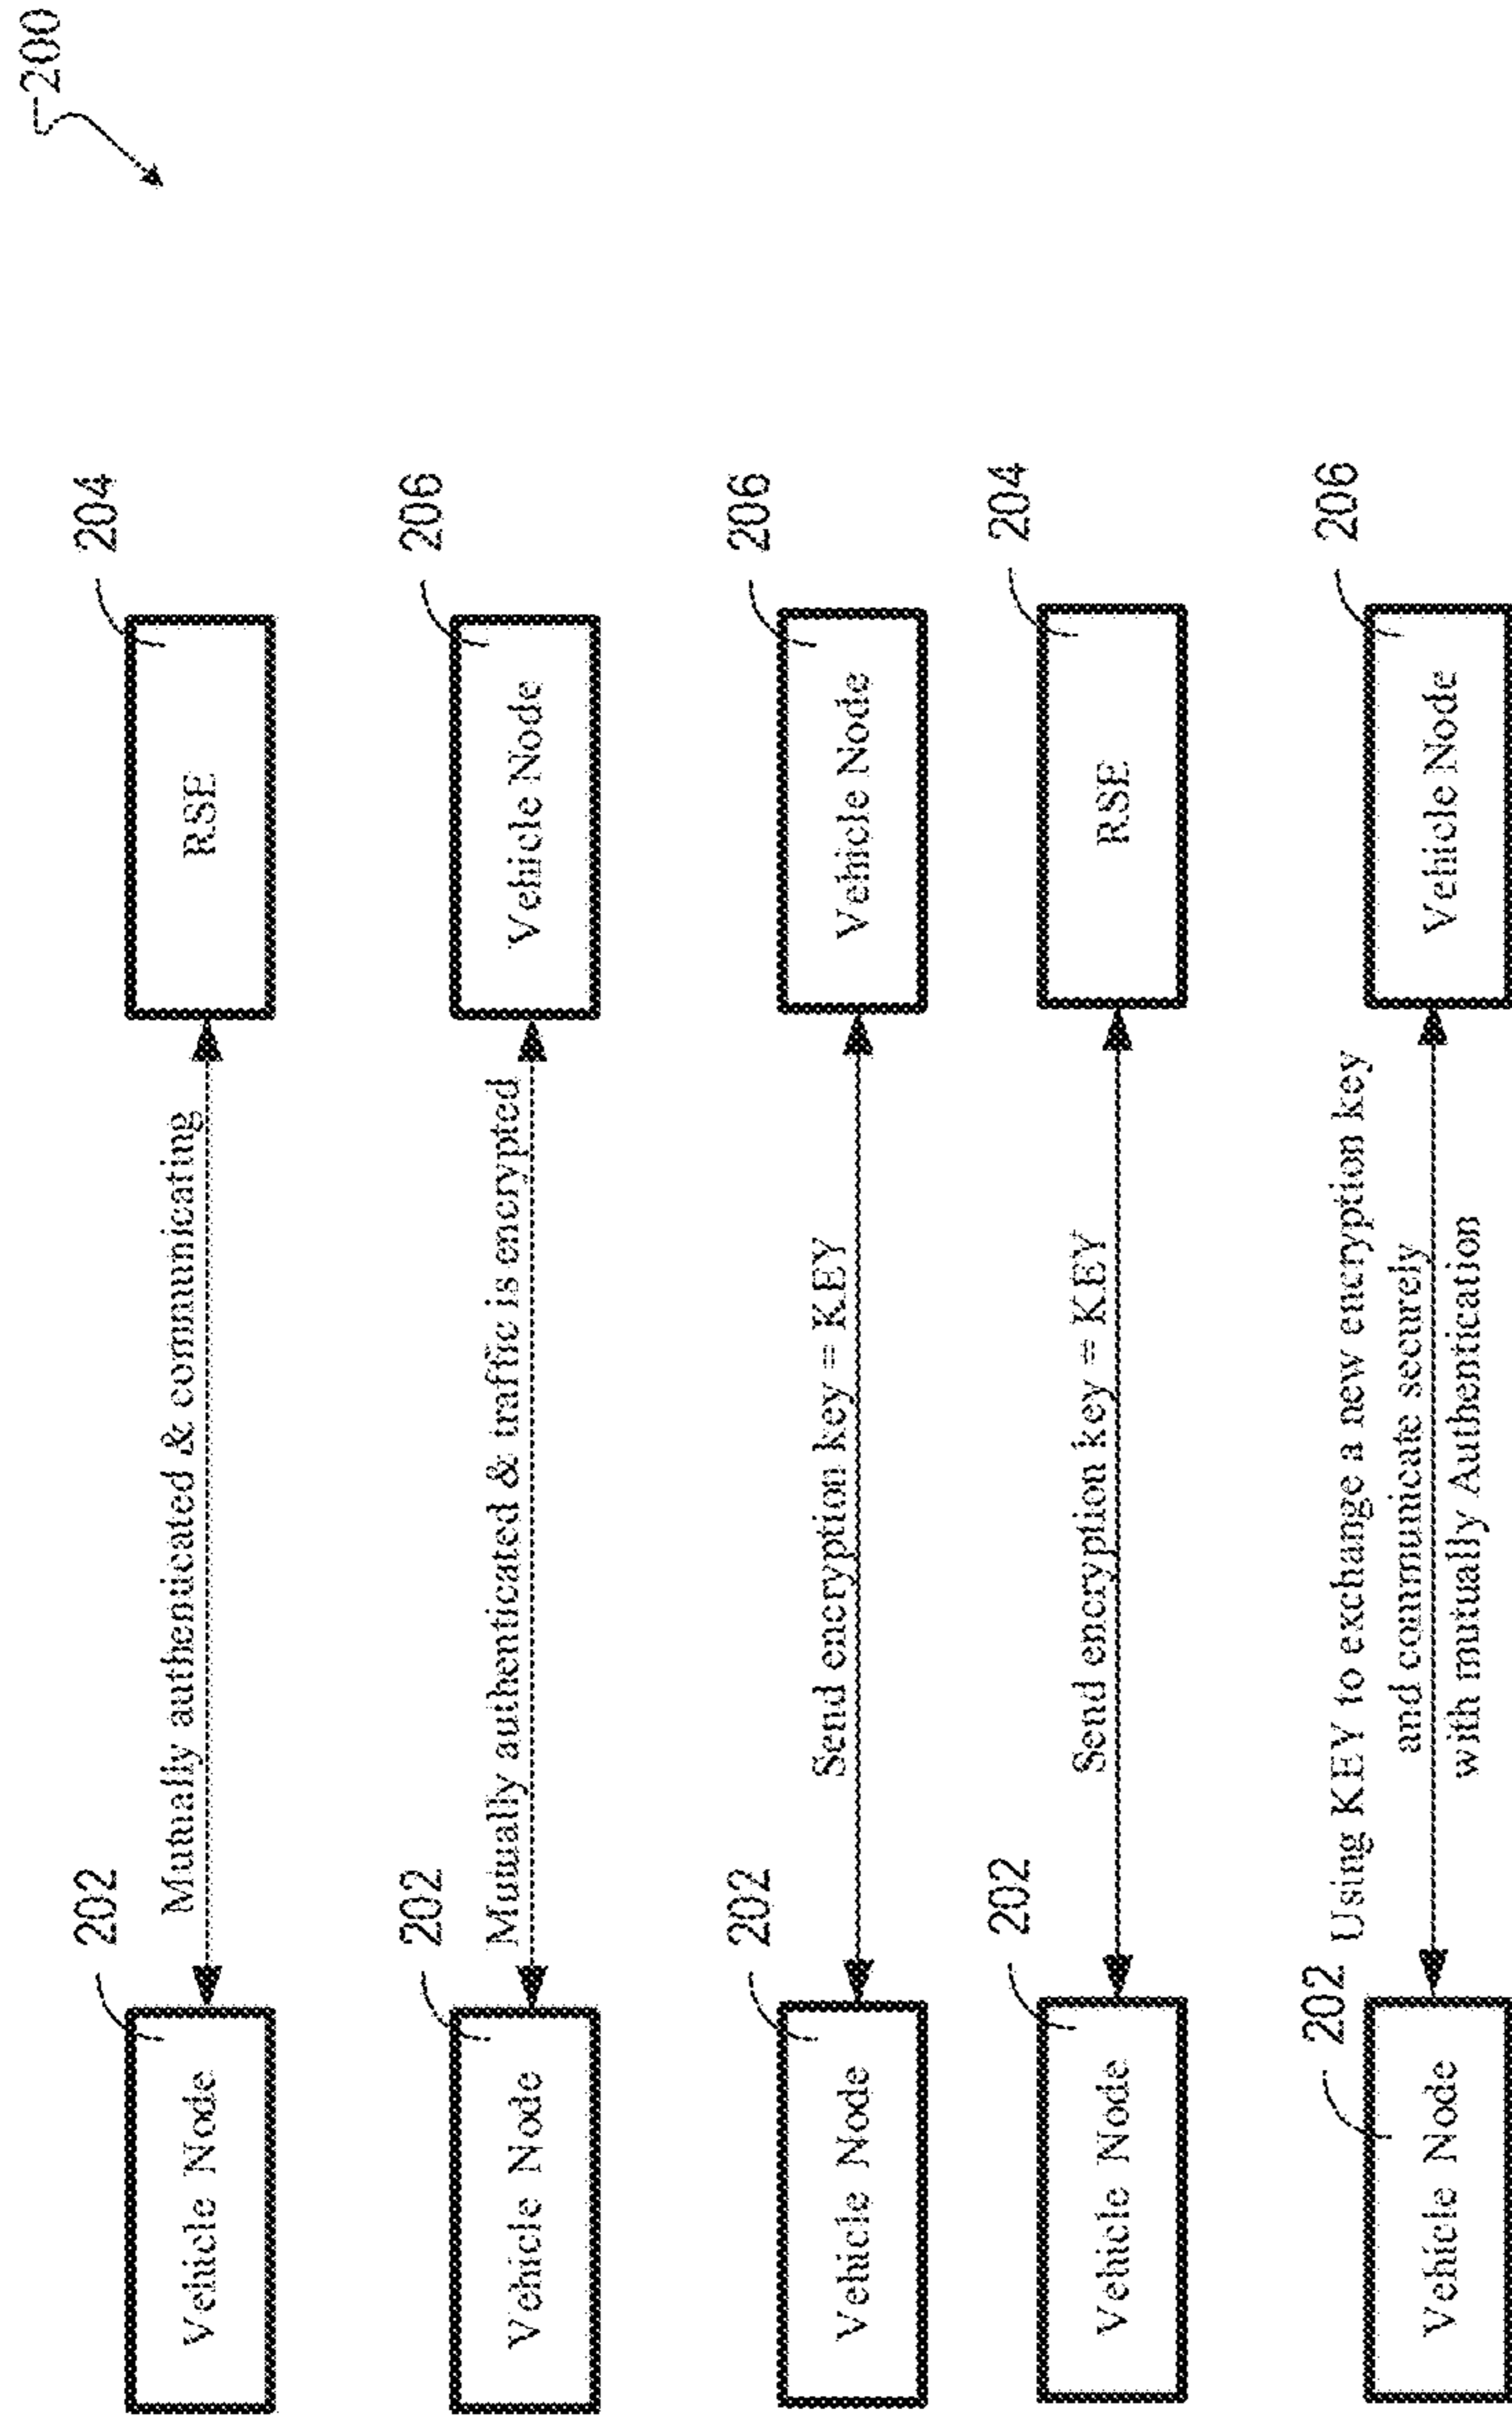 200
202
204
Vehicle Node
Mutually authenticated & communicating
RSE
202
206
Vehicle Node
Mutually authenticated & traffic is encrypted
Vehicle Node
202
206
Vehicle Node
Send encryption key = KEY
Vehicle Node
202
204
Vehicle Node
Send encryption key = KEY
RSE
202
206
Vehicle Node
Using KEY to exchange a new encryption key
and communicate securely
with mutually Authentication
Vehicle Node